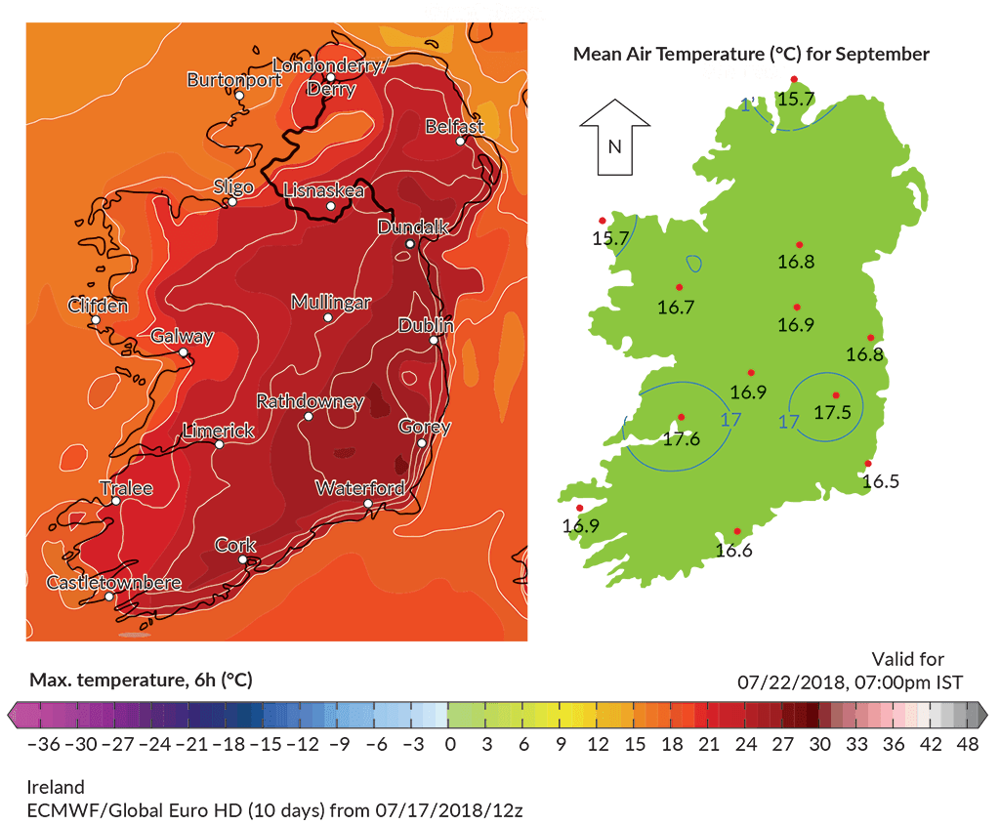 Londonderry/
Derry
Burtonport
Belfast
Sligo
Lisnaskea
Dundalk
Clifden
Mullingar
Dublin
Galway
Rathdowney
Limerick
Gorey
Tralee
Waterford
Cork
Castletownbere
Mean Air Temperature (°C) for September
N
15.7
15.7
16.8
16.7
16.9
16.8
16.9
17.5
17
17
17.6
16.5
16.9
16.6
Max. temperature, 6h (°C)
Valid for
07/22/2018, 07:00pm IST
−36 −30 −27 −24 −21 −18 −15 −12 −9 −6 −3 0 3 6 9 12 15 18 21 24 27 30 33 36 42 48
Ireland
ECMWF/Global Euro HD (10 days) from 07/17/2018/12z